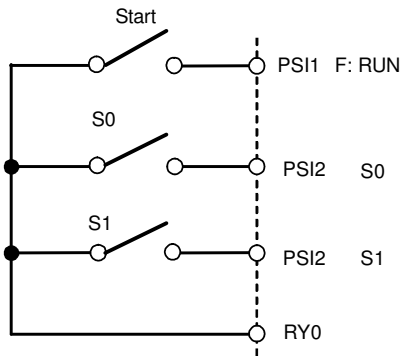 Start
PSI1 F: RUN
S0
PSI2 S0
S1
PSI2 S1
RY0